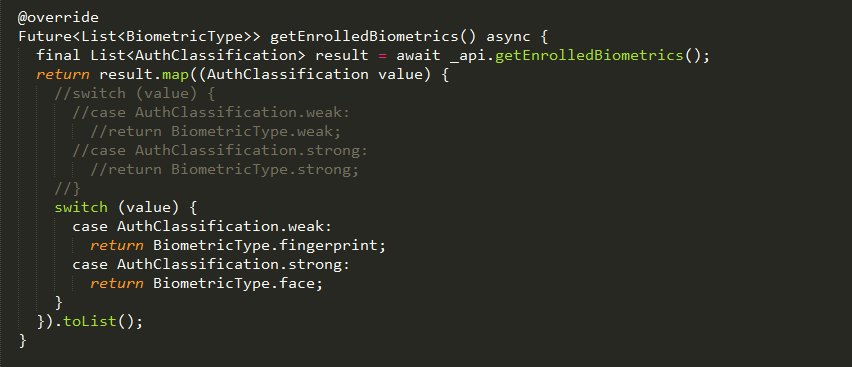 @override
Future<List<BiometricType>> getEnrolledBiometrics() async {
  final List<AuthClassification> result = await _api.getEnrolledBiometrics();
  return result.map((AuthClassification value) {
    //switch (value) {
      //case AuthClassification.weak:
        //return BiometricType.weak;
      //case AuthClassification.strong:
        //return BiometricType.strong;
    //}
    switch (value) {
      case AuthClassification.weak:
        return BiometricType.fingerprint;
      case AuthClassification.strong:
        return BiometricType.face;
    }
  }).toList();
}